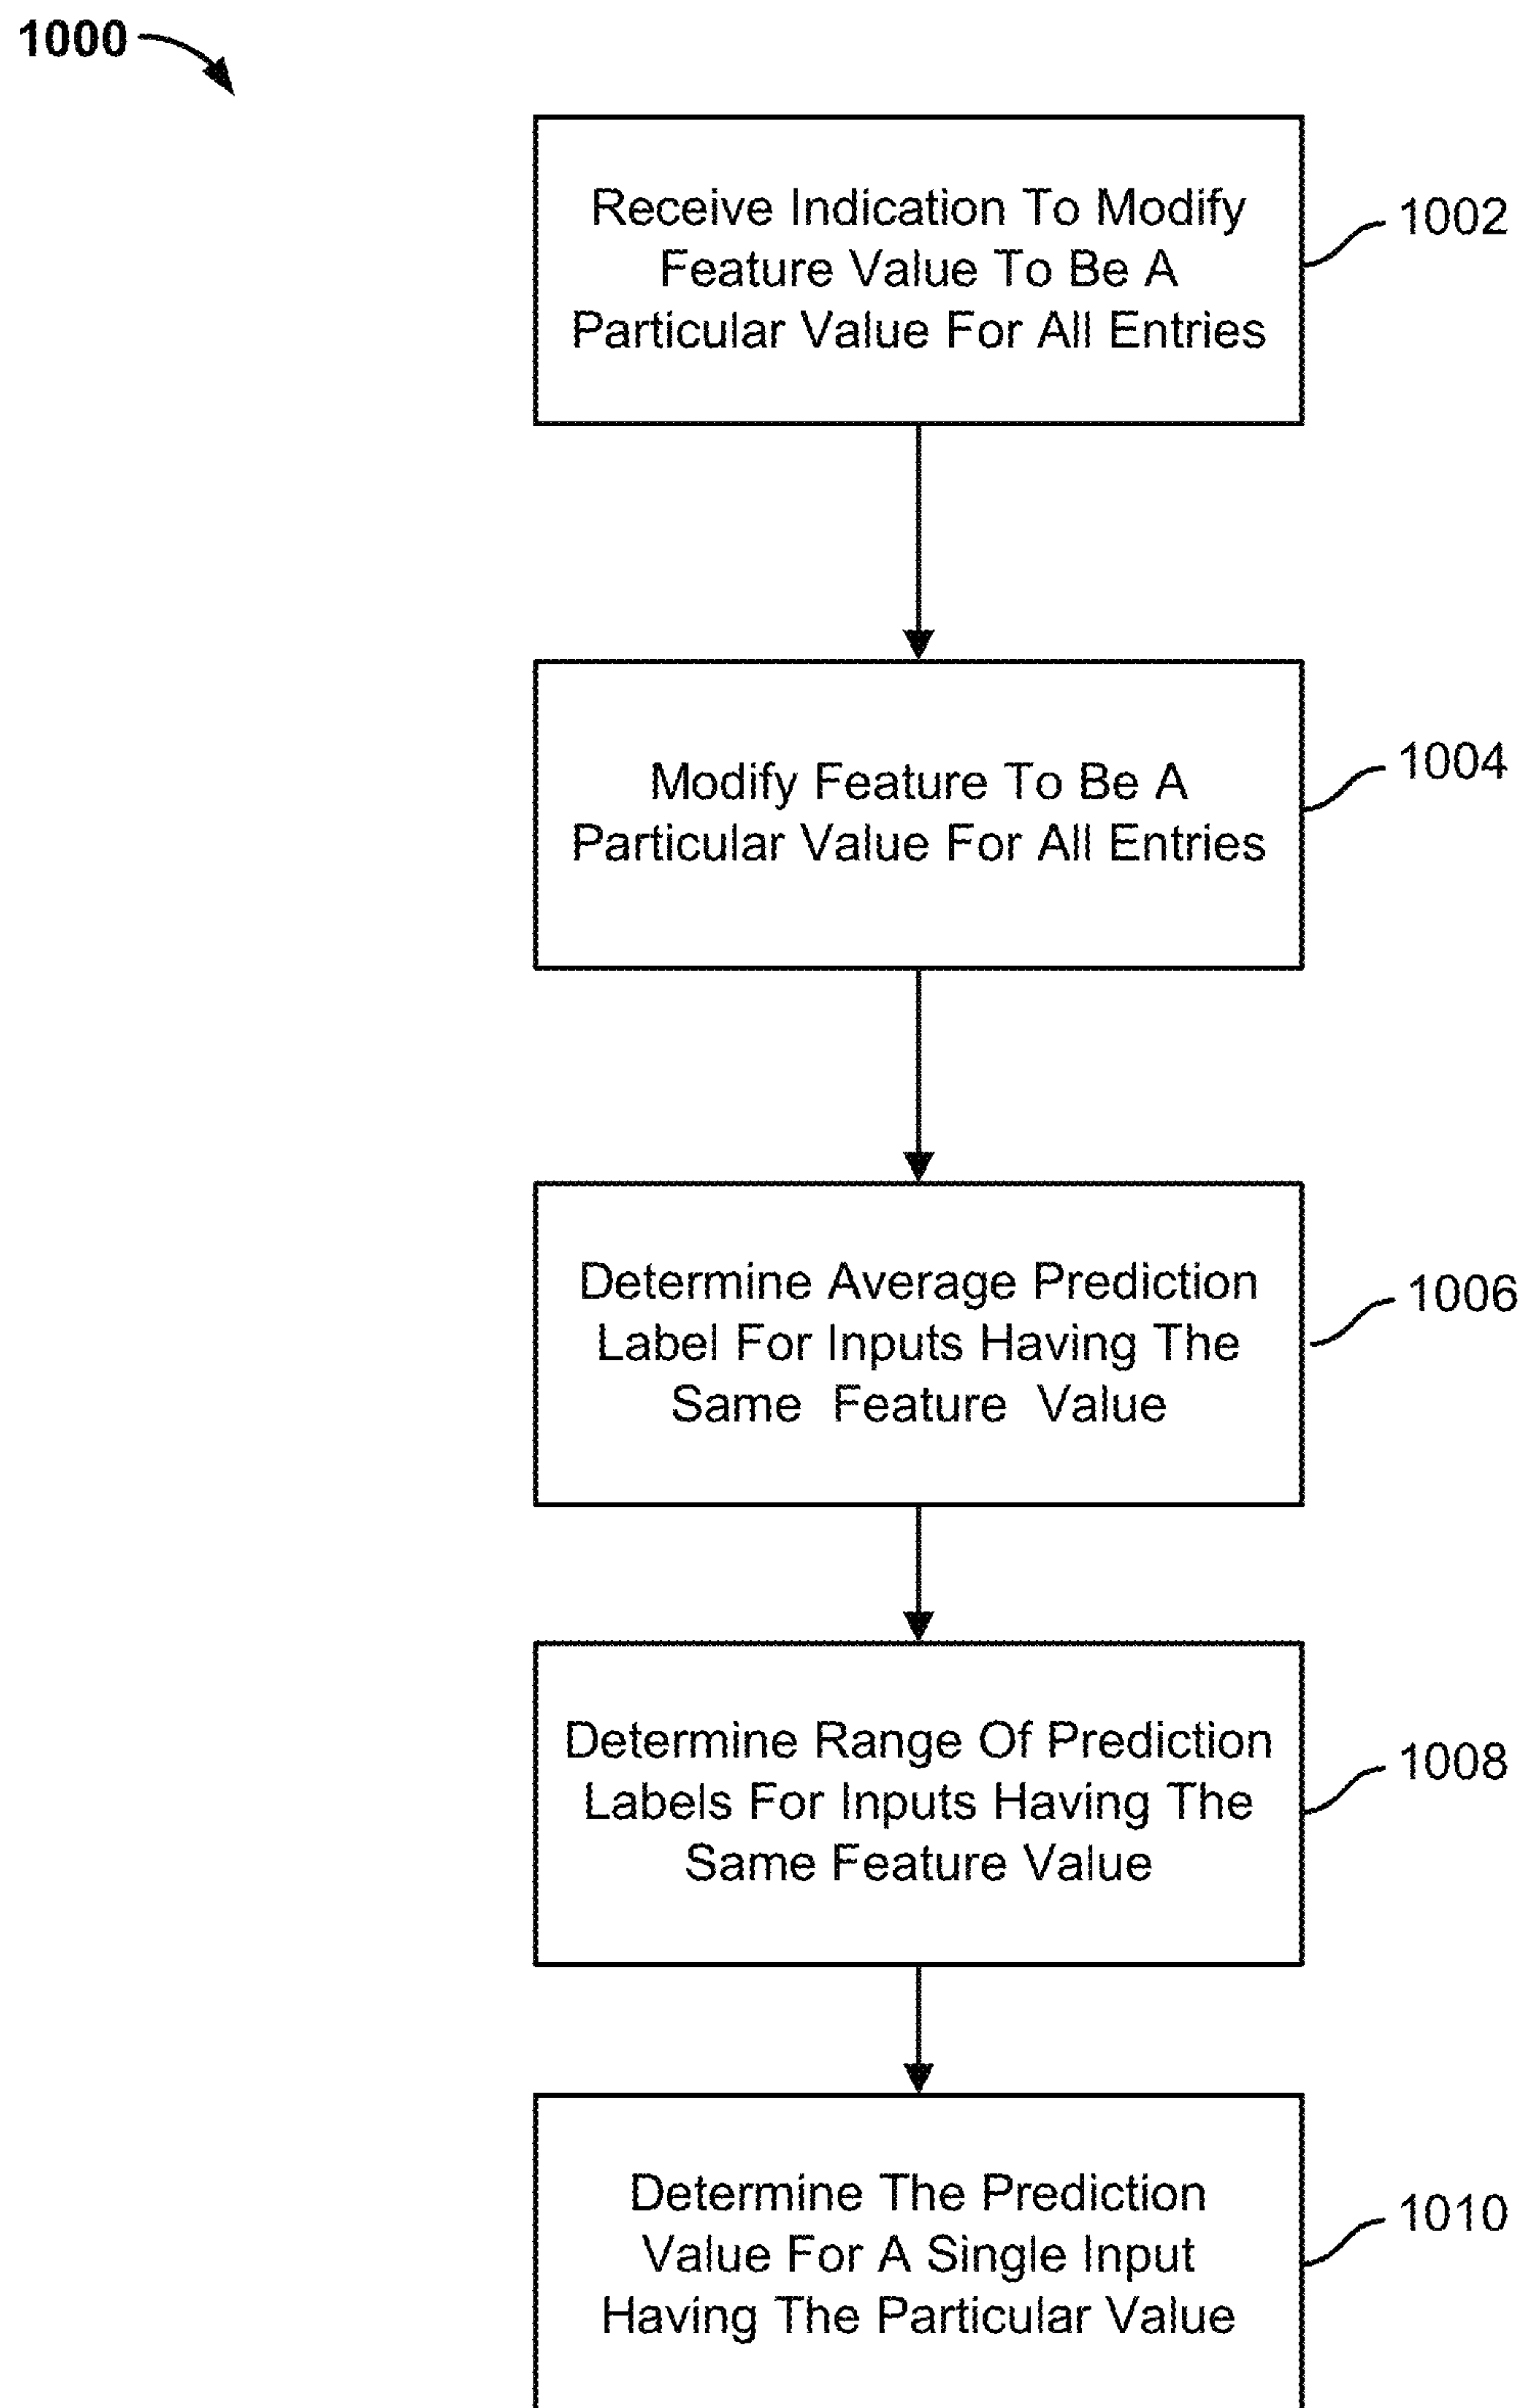 1000
Receive Indication To Modify
Feature Value To Be A
Particular Value For All Entries
1002
Modify Feature To Be A
Particular Value For All Entries
1004
Determine Average Prediction
Label For Inputs Having The
Same Feature Value
1006
Determine Range Of Prediction
Labels For Inputs Having The
Same Feature Value
1008
Determine The Prediction
Value For A Single Input
Having The Particular Value
1010